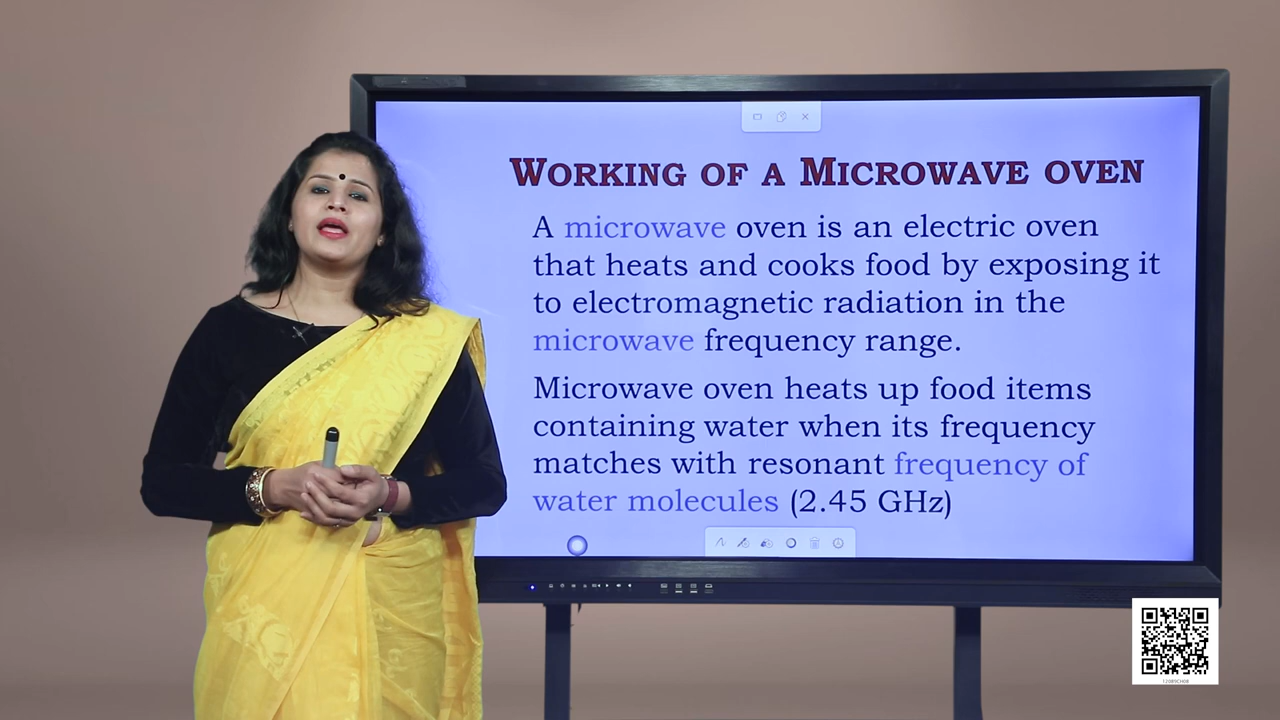 WORKING OF A MICROWAVE OVEN
A microwave oven is an electric oven
that heats and cooks food by exposing it
to electromagnetic radiation in the
microwave frequency range.
Microwave oven heats up food items
containing water when its frequency
matches with resonant frequency of
water molecules (2.45 GHz)